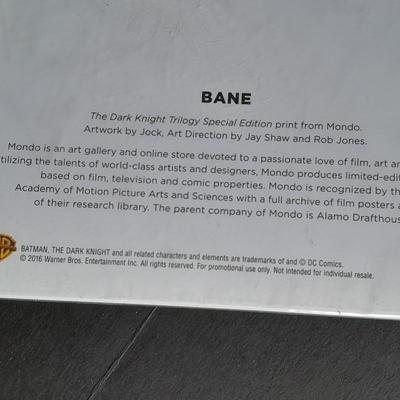 BANE
The Dark Knight Trilogy Special Edition print from Mondo.
Artwork by Jock, Art Direction by Jay Shaw and Rob Jones.
Mondo is an art gallery and online store devoted to a passionate love of film, art an
tilizing the talents of world-class artists and designers, Mondo produces limited-edit
based on film, television and comic properties. Mondo is recognized by th
Academy of Motion Picture Arts and Sciences with a full archive of film posters a
of their research library. The parent company of Mondo is Alamo Drafthous
BATMAN, THE DARK KNIGHT and all related characters and elements are trademarks of and © DC Comics.
© 2016 Warner Bros. Entertainment Inc. All rights reserved. For promotional use only. Not intended for individual resale.